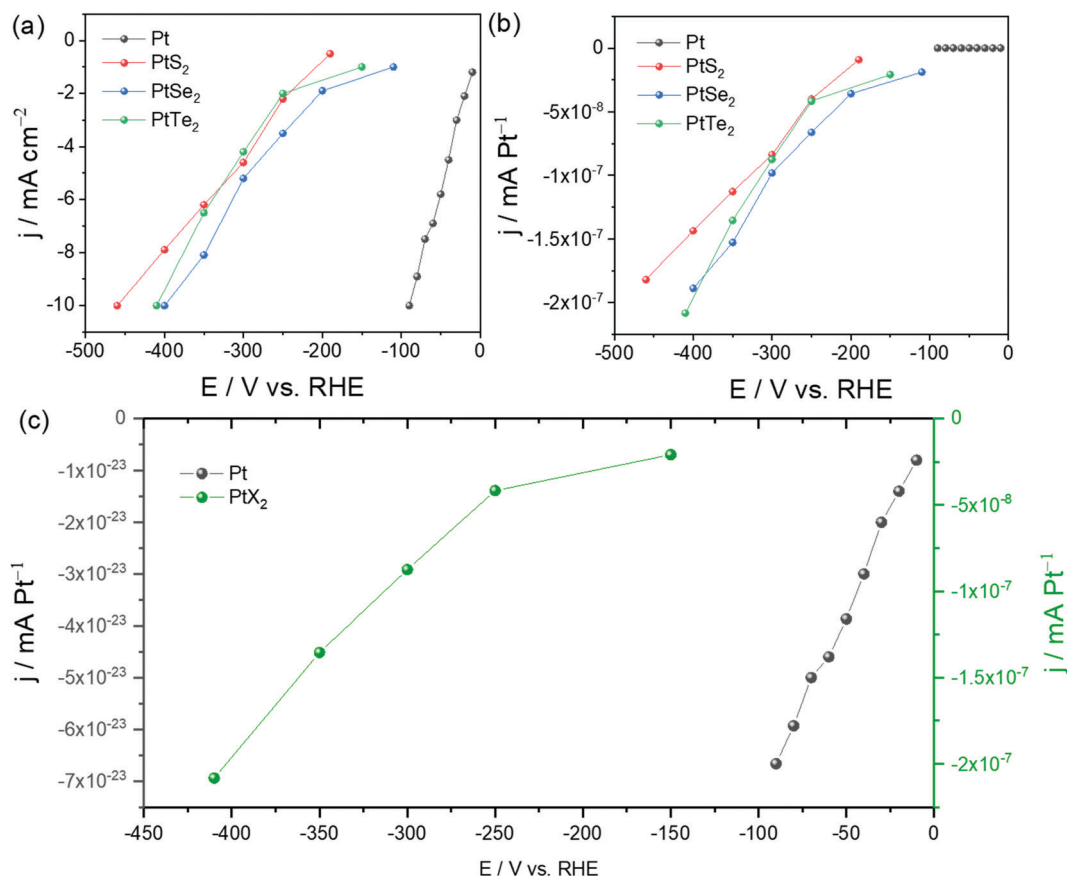 (a)
Pt
PtS₂
PtSe₂
PtTe₂
0
-2
-4
-6
-8
-10
j / mA cm⁻²
-500 -400 -300 -200 -100 0
E / V vs. RHE
(b)
Pt
PtS₂
PtSe₂
PtTe₂
0
-5x10⁻⁸
-1x10⁻⁷
-1.5x10⁻⁷
-2x10⁻⁷
j / mA Pt⁻¹
-500 -400 -300 -200 -100 0
E / V vs. RHE
(c)
Pt
PtX₂
0
-1x10⁻²³
-2x10⁻²³
-3x10⁻²³
-4x10⁻²³
-5x10⁻²³
-6x10⁻²³
-7x10⁻²³
j / mA Pt⁻¹
0
-5x10⁻⁸
-1x10⁻⁷
-1.5x10⁻⁷
-2x10⁻⁷
j / mA Pt⁻¹
-450 -400 -350 -300 -250 -200 -150 -100 -50 0
E / V vs. RHE